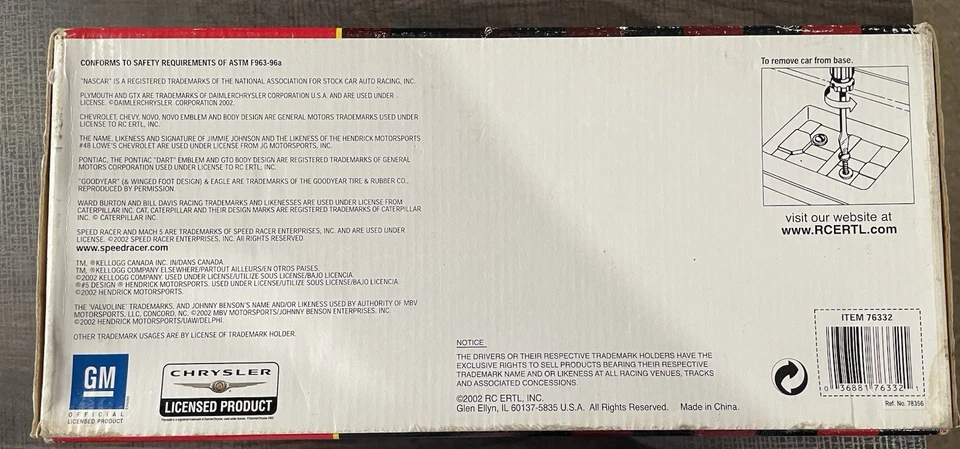 CONFORMS TO SAFETY REQUIREMENTS OF ASTM F963-96a
"NASCAR" IS A REGISTERED TRADEMARKS OF THE NATIONAL ASSOCIATION FOR STOCK CAR AUTO RACING, INC.
PLYMOUTH AND GTX ARE TRADEMARKS OF DAIMLERCHRYSLER CORPORATION U.S.A. AND ARE USED UNDER
LICENSE. ©DAIMLERCHRYSLER CORPORATION 2002.
CHEVROLET, CHEVY, NOVO, NOVO EMBLEM AND BODY DESIGN ARE GENERAL MOTORS TRADEMARKS USED UNDER
LICENSE TO RC ERTL, INC.
THE NAME, LIKENESS AND SIGNATURE OF JIMMIE JOHNSON AND THE LIKENESS OF THE HENDRICK MOTORSPORTS
#48 LOWE'S CHEVROLET ARE USED UNDER LICENSE FROM JG MOTORSPORTS, INC.
PONTIAC, THE PONTIAC "DART" EMBLEM AND GTO BODY DESIGN ARE REGISTERED TRADEMARKS OF GENERAL
MOTORS CORPORATION USED UNDER LICENSE TO RC ERTL, INC.
"GOODYEAR" (& WINGED FOOT DESIGN) & EAGLE ARE TRADEMARKS OF THE GOODYEAR TIRE & RUBBER CO.,
REPRODUCED BY PERMISSION.
WARD BURTON AND BILL DAVIS RACING TRADEMARKS AND LIKENESSES ARE USED UNDER LICENSE FROM
CATERPILLAR INC. CAT, CATERPILLAR AND THEIR DESIGN MARKS ARE REGISTERED TRADEMARKS OF CATERPILLAR
INC. © CATERPILLAR INC.
SPEED RACER AND MACH 5 ARE TRADEMARKS OF SPEED RACER ENTERPRISES, INC. AND ARE USED UNDER
LICENSE. ©2002 SPEED RACER ENTERPRISES, INC. All RIGHTS RESERVED
www.speedracer.com
TM, ®KELLOGG CANADA INC. IN/DANS CANADA.
TM, ®KELLOGG COMPANY ELSEWHERE/PARTOUT AILLEURS/EN OTROS PAISES.
©2002 KELLOGG COMPANY. USED UNDER LICENSE/UTILIZE SOUS LICENSE/BAJO LICENCIA.
®#5 DESIGN ® HENDRICK MOTORSPORTS. USED UNDER LICENSE/UTILIZE SOUS LICENSE/BAJO LICENCIA.
©2002 HENDRICK MOTORSPORTS.
THE 'VALVOLINE' TRADEMARKS, AND JOHNNY BENSON'S NAME AND/OR LIKENESS USED BY AUTHORITY OF MBV
MOTORSPORTS, LLC, CONCORD, NC. ©2002 MBV MOTORSPORTS/JOHNNY BENSON ENTERPRISES, INC.
©2002 HENDRICK MOTORSPORTS/UAW/DELPHI.
OTHER TRADEMARK USAGES ARE BY LICENSE OF TRADEMARK HOLDER.
GM
OFFICIAL
LICENSED PRODUCT
CHRYSLER
LICENSED PRODUCT
NOTICE
THE DRIVERS OR THEIR RESPECTIVE TRADEMARK HOLDERS HAVE THE
EXCLUSIVE RIGHTS TO SELL PRODUCTS BEARING THEIR RESPECTIVE
TRADEMARK NAME AND OR LIKENESS AT ALL RACING VENUES, TRACKS
AND ASSOCIATED CONCESSIONS.
©2002 RC ERTL, INC.
Glen Ellyn, IL 60137-5835 U.S.A. All Rights Reserved. Made in China.
To remove car from base.
visit our website at
www.RCERTL.com
ITEM 76332
0 36881 76332 1
Ref. No. 78356